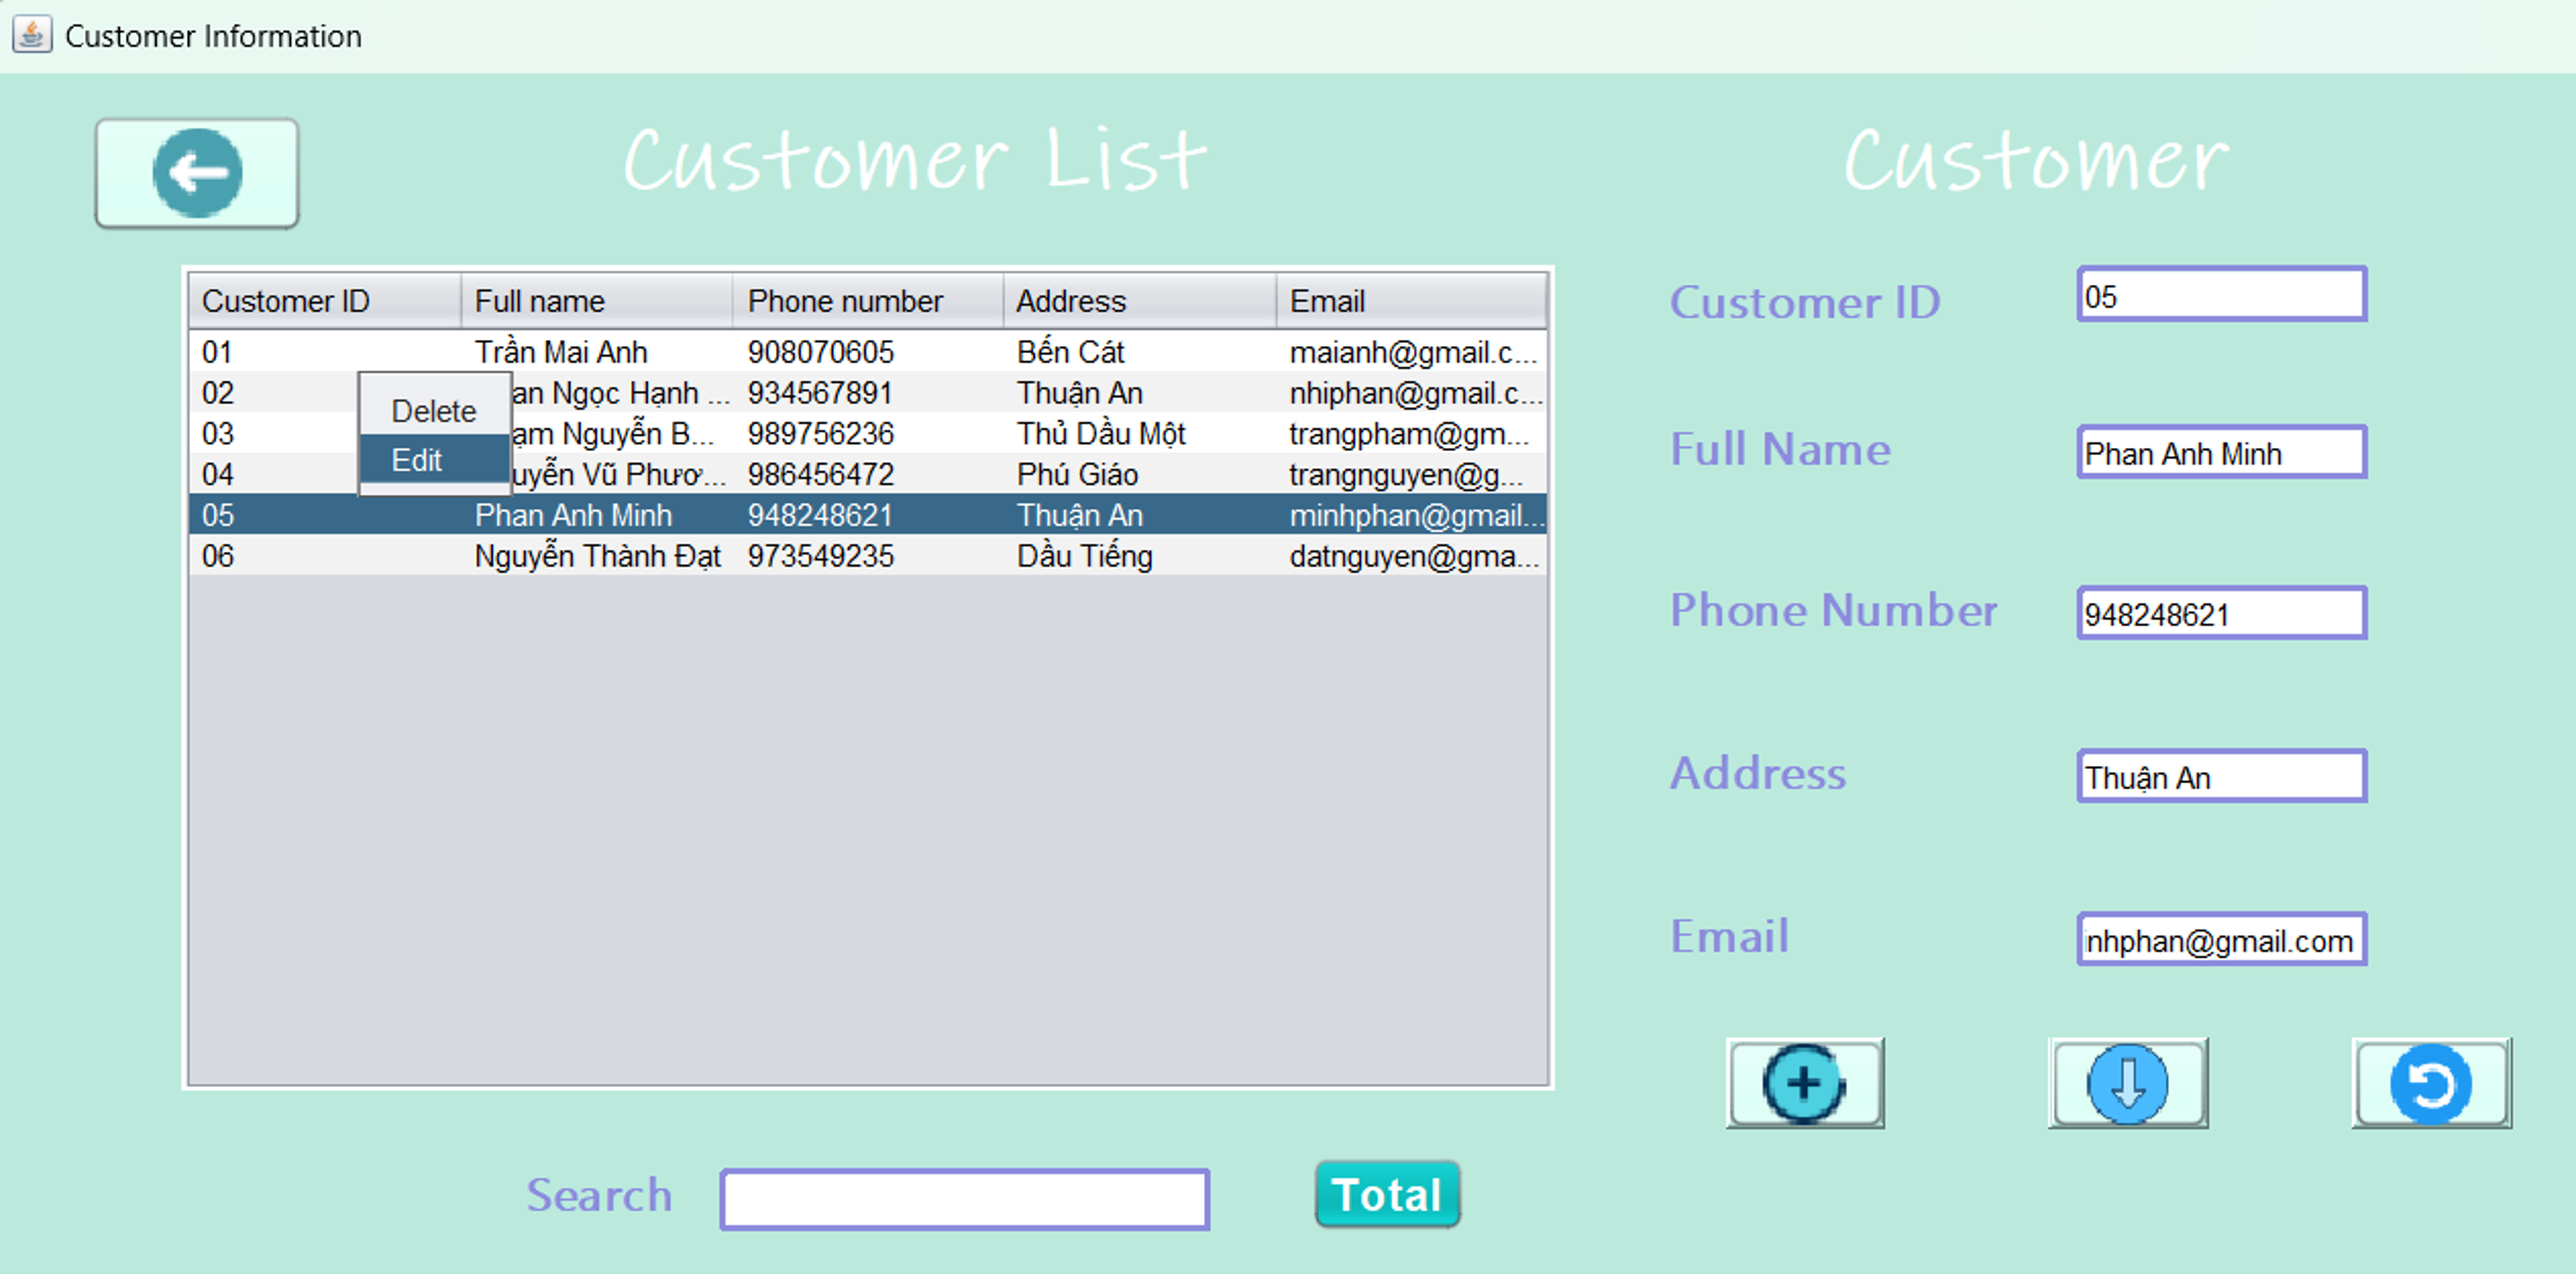 Customer Information
Customer List
Customer
Customer ID Full name Phone number Address Email
01 Trần Mai Anh 908070605 Bến Cát maianh@gmail.c...
02 an Ngọc Hạnh ... 934567891 Thuận An nhiphan@gmail.c...
03 ạm Nguyễn B... 989756236 Thủ Dầu Một trangpham@gm...
04 uyễn Vũ Phươ... 986456472 Phú Giáo trangnguyen@g...
05 Phan Anh Minh 948248621 Thuận An minhphan@gmail...
06 Nguyễn Thành Đạt 973549235 Dầu Tiếng datnguyen@gma...
Delete
Edit
Search
Total
Customer ID 05
Full Name Phan Anh Minh
Phone Number 948248621
Address Thuận An
Email nhphan@gmail.com